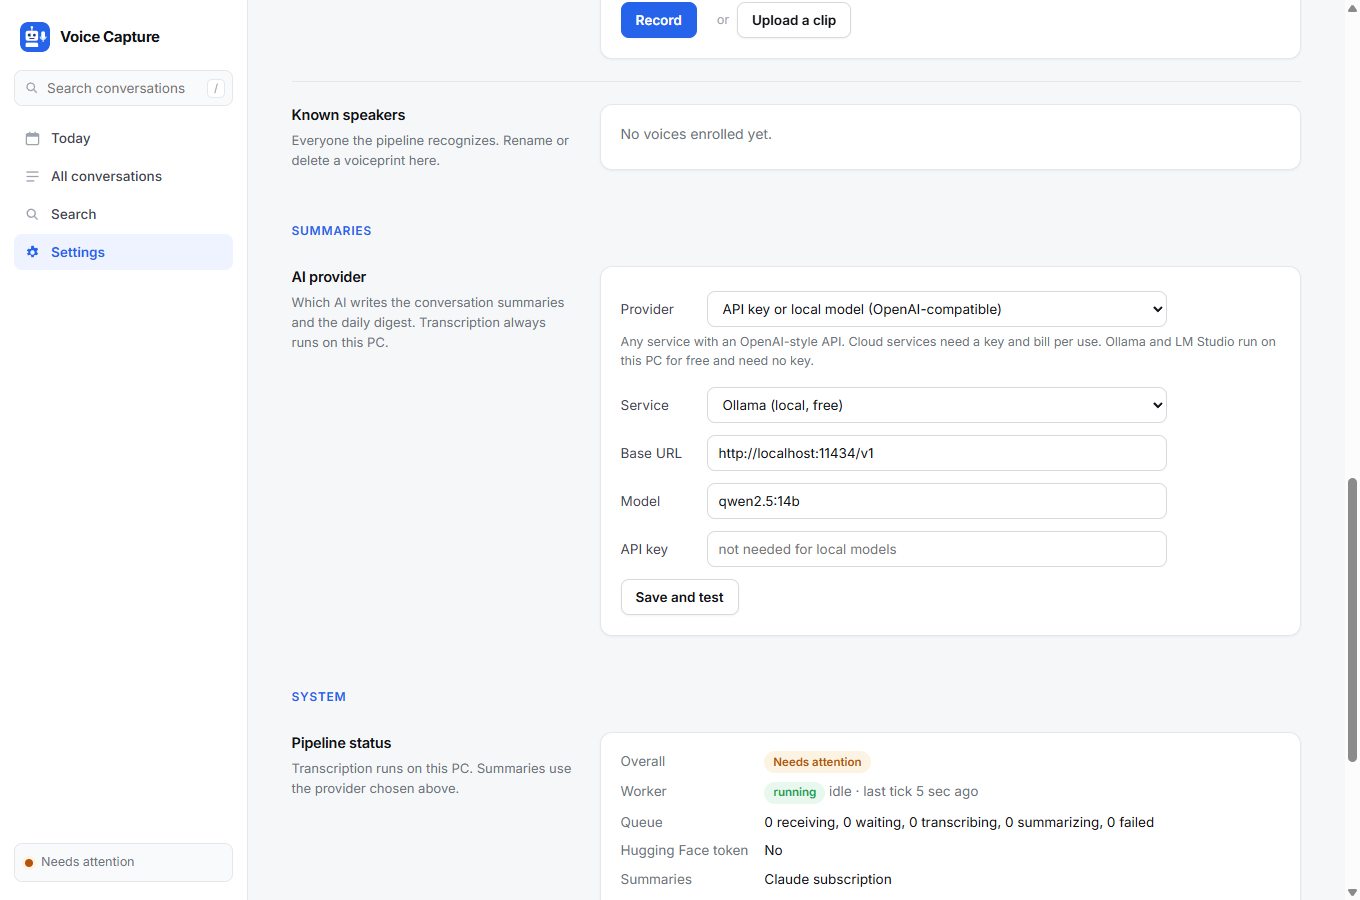 Voice Capture
Search conversations /
Today
All conversations
Search
Settings
Needs attention
Record or Upload a clip
Known speakers
Everyone the pipeline recognizes. Rename or
delete a voiceprint here.
No voices enrolled yet.
SUMMARIES
AI provider
Which AI writes the conversation summaries
and the daily digest. Transcription always
runs on this PC.
Provider API key or local model (OpenAI-compatible)
Any service with an OpenAI-style API. Cloud services need a key and bill per use. Ollama and LM Studio run on
this PC for free and need no key.
Service Ollama (local, free)
Base URL http://localhost:11434/v1
Model qwen2.5:14b
API key not needed for local models
Save and test
SYSTEM
Pipeline status
Transcription runs on this PC. Summaries use
the provider chosen above.
Overall Needs attention
Worker running idle · last tick 5 sec ago
Queue 0 receiving, 0 waiting, 0 transcribing, 0 summarizing, 0 failed
Hugging Face token No
Summaries Claude subscription